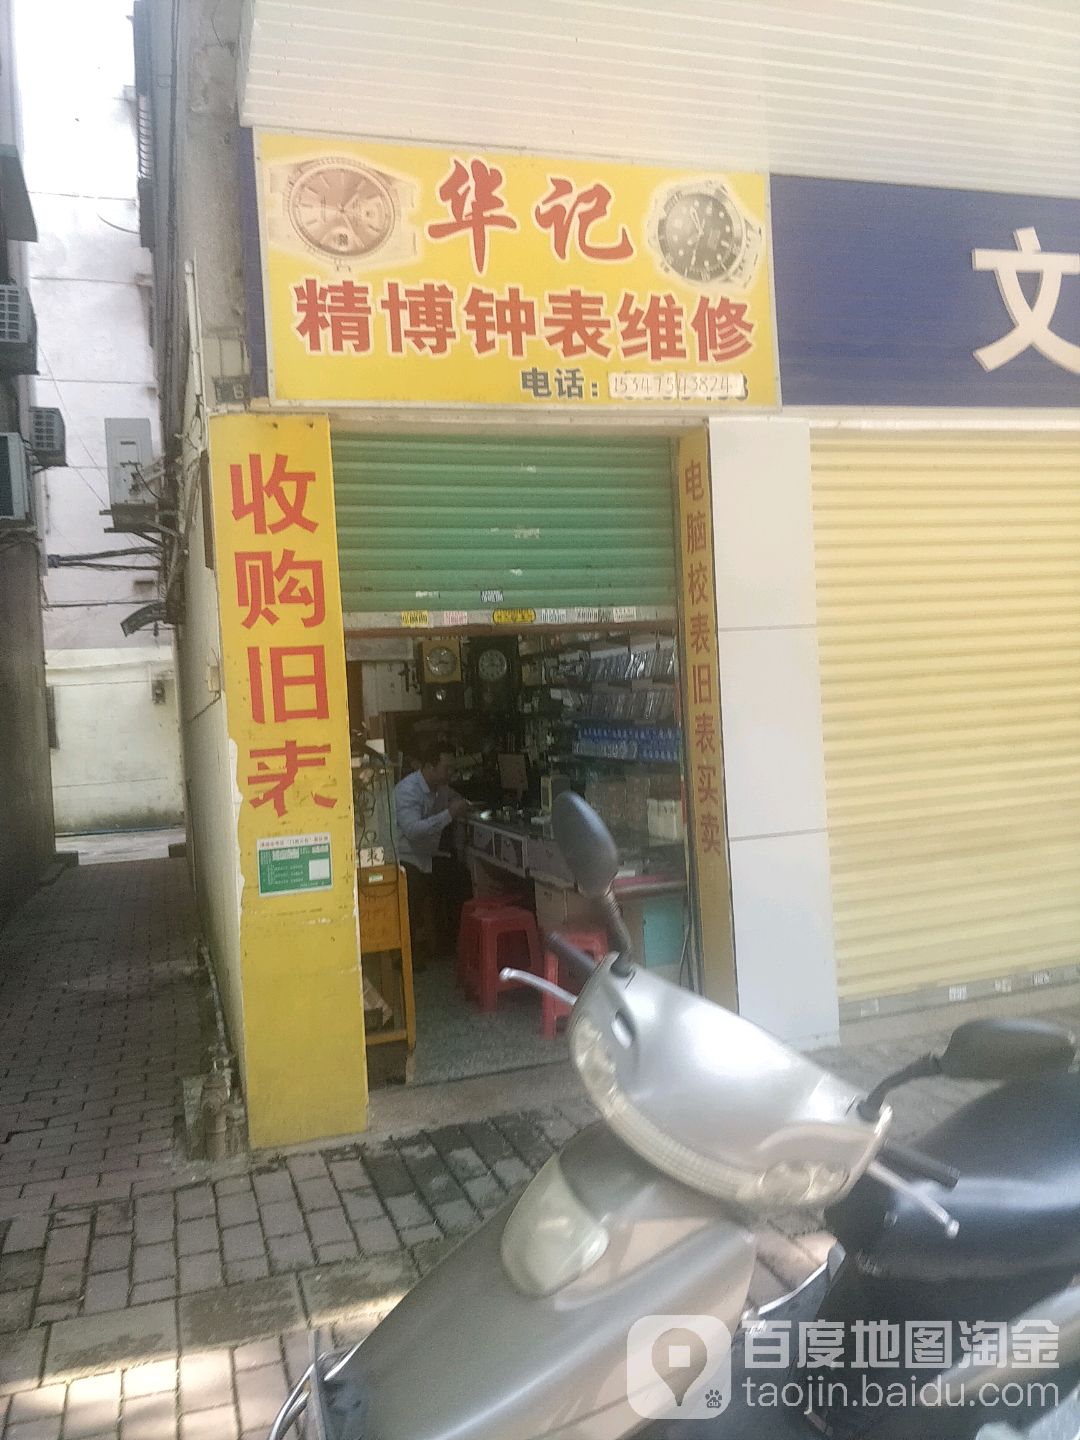 华记
精博钟表维修
电话：15347543824
文
收购旧表
电脑校表旧表买卖
百度地图淘金
taojin.baidu.com